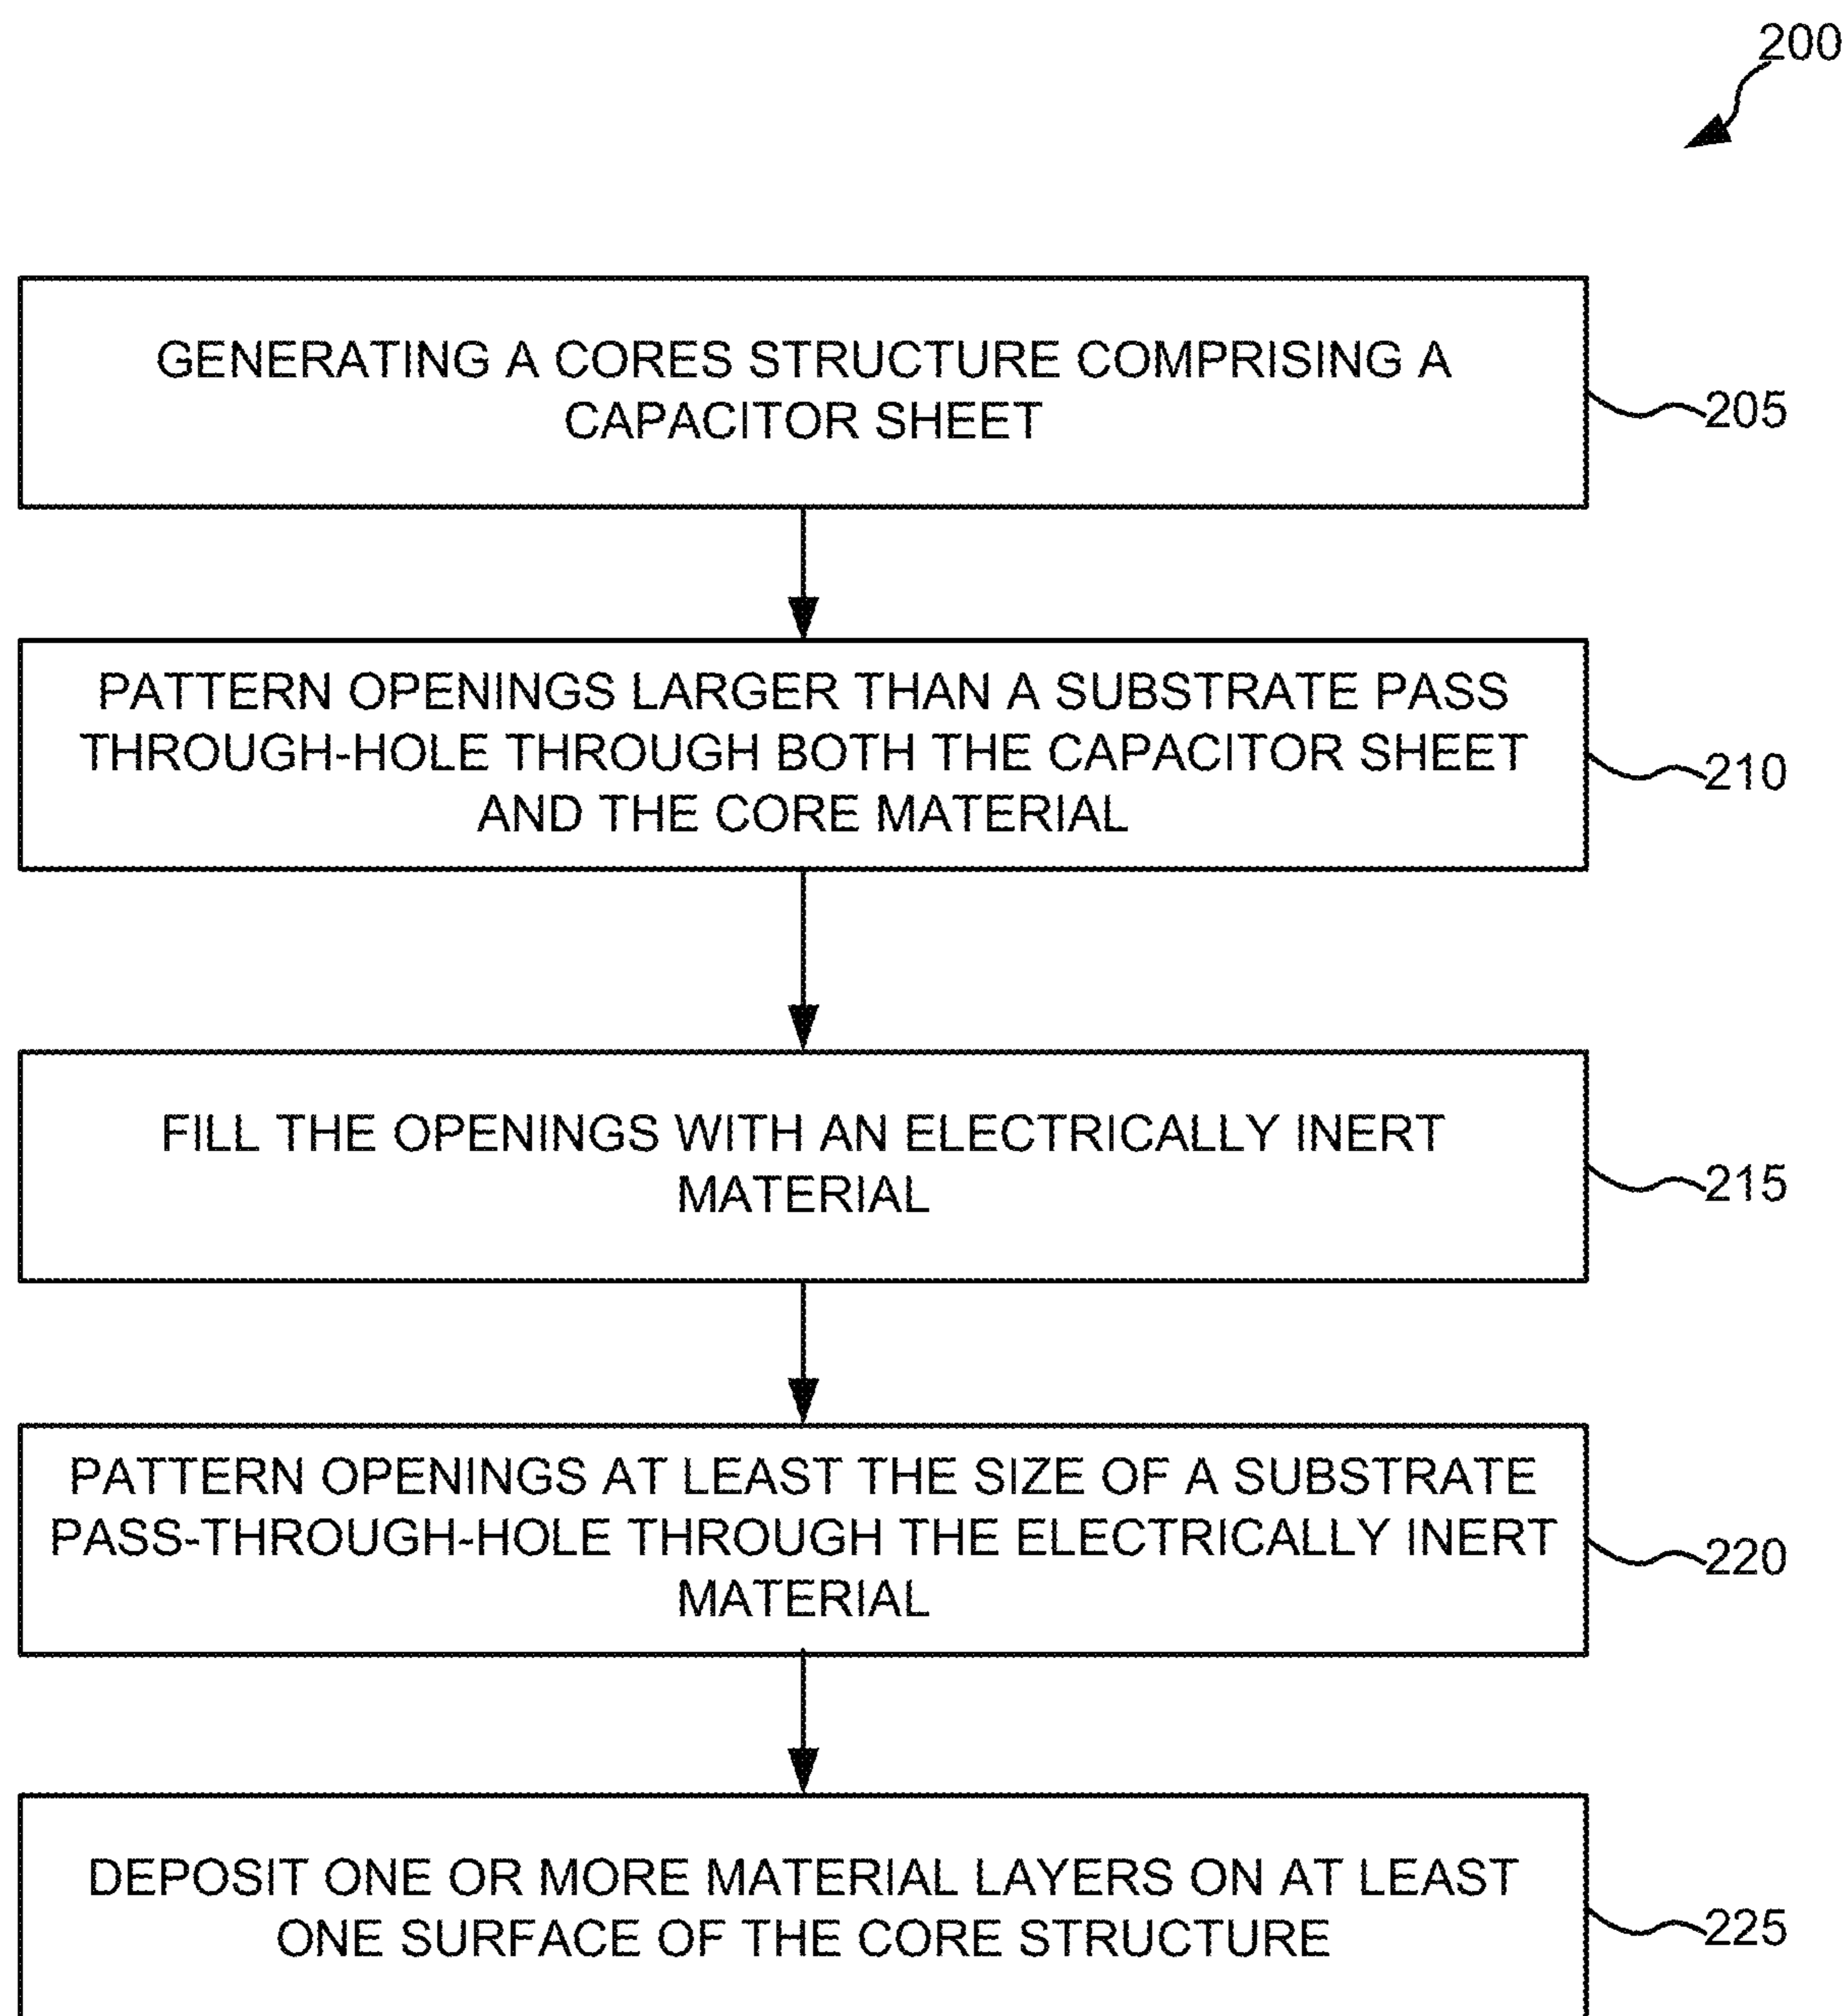 200
GENERATING A CORES STRUCTURE COMPRISING A
CAPACITOR SHEET
205
PATTERN OPENINGS LARGER THAN A SUBSTRATE PASS
THROUGH-HOLE THROUGH BOTH THE CAPACITOR SHEET
AND THE CORE MATERIAL
210
FILL THE OPENINGS WITH AN ELECTRICALLY INERT
MATERIAL
215
PATTERN OPENINGS AT LEAST THE SIZE OF A SUBSTRATE
PASS-THROUGH-HOLE THROUGH THE ELECTRICALLY INERT
MATERIAL
220
DEPOSIT ONE OR MORE MATERIAL LAYERS ON AT LEAST
ONE SURFACE OF THE CORE STRUCTURE
225